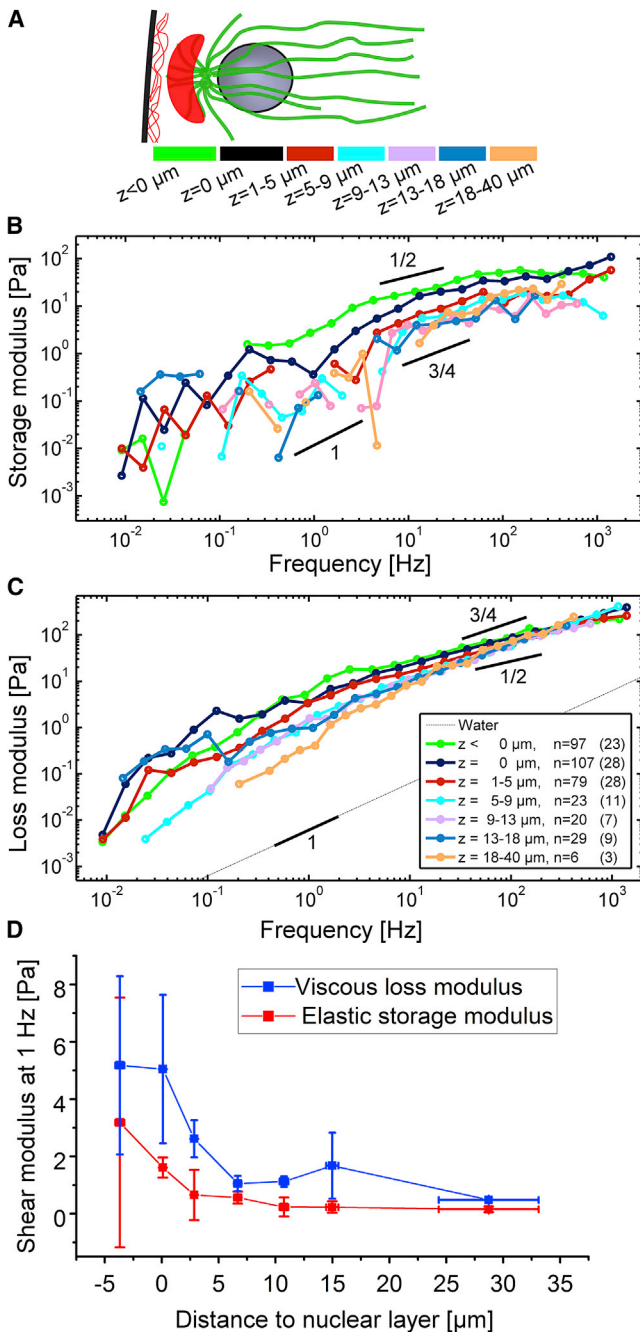 A
z<0 μm
z=0 μm
z=1-5 μm
z=5-9 μm
z=9-13 μm
z=13-18 μm
z=18-40 μm
B
Storage modulus [Pa]
10² 
10¹
10⁰
10⁻¹
10⁻²
10⁻³
1/2
3/4
1
10⁻² 10⁻¹ 10⁰ 10¹ 10² 10³
Frequency [Hz]
C
Loss modulus [Pa]
10²
10¹
10⁰
10⁻¹
10⁻²
10⁻³
3/4
1/2
1
Water
z < 0 μm, n=97 (23)
z = 0 μm, n=107 (28)
z = 1-5 μm, n=79 (28)
z = 5-9 μm, n=23 (11)
z = 9-13 μm, n=20 (7)
z = 13-18 μm, n=29 (9)
z = 18-40 μm, n=6 (3)
10⁻² 10⁻¹ 10⁰ 10¹ 10² 10³
Frequency [Hz]
D
Shear modulus at 1 Hz [Pa]
8
6
4
2
0
Viscous loss modulus
Elastic storage modulus
-5 0 5 10 15 20 25 30 35
Distance to nuclear layer [μm]